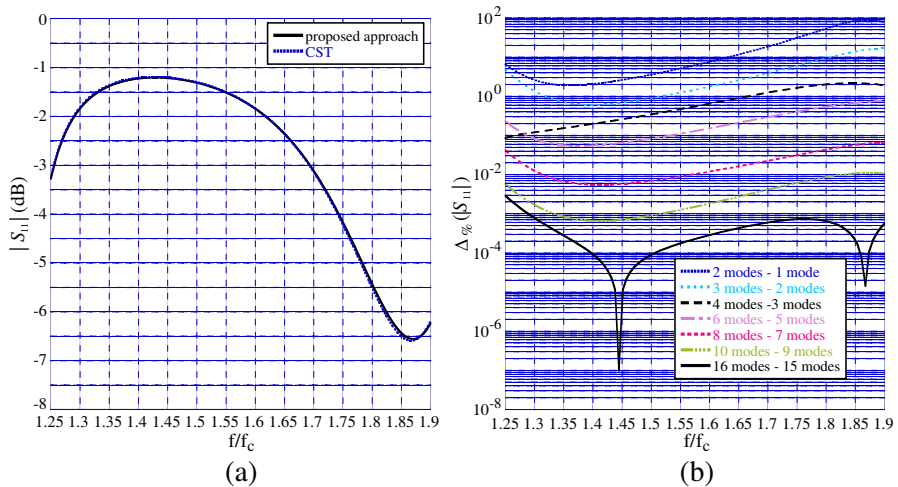 0
-1
-2
-3
-4
-5
-6
-7
-8
| S11| (dB)
proposed approach
CST
1.25 1.3 1.35 1.4 1.45 1.5 1.55 1.6 1.65 1.7 1.75 1.8 1.85 1.9
f/fc
(a)
10^2
10^0
10^-2
10^-4
10^-6
10^-8
Δ% (|S11|)
2 modes - 1 mode
3 modes - 2 modes
4 modes -3 modes
6 modes - 5 modes
8 modes - 7 modes
10 modes - 9 modes
16 modes - 15 modes
1.25 1.3 1.35 1.4 1.45 1.5 1.55 1.6 1.65 1.7 1.75 1.8 1.85 1.9
f/fc
(b)